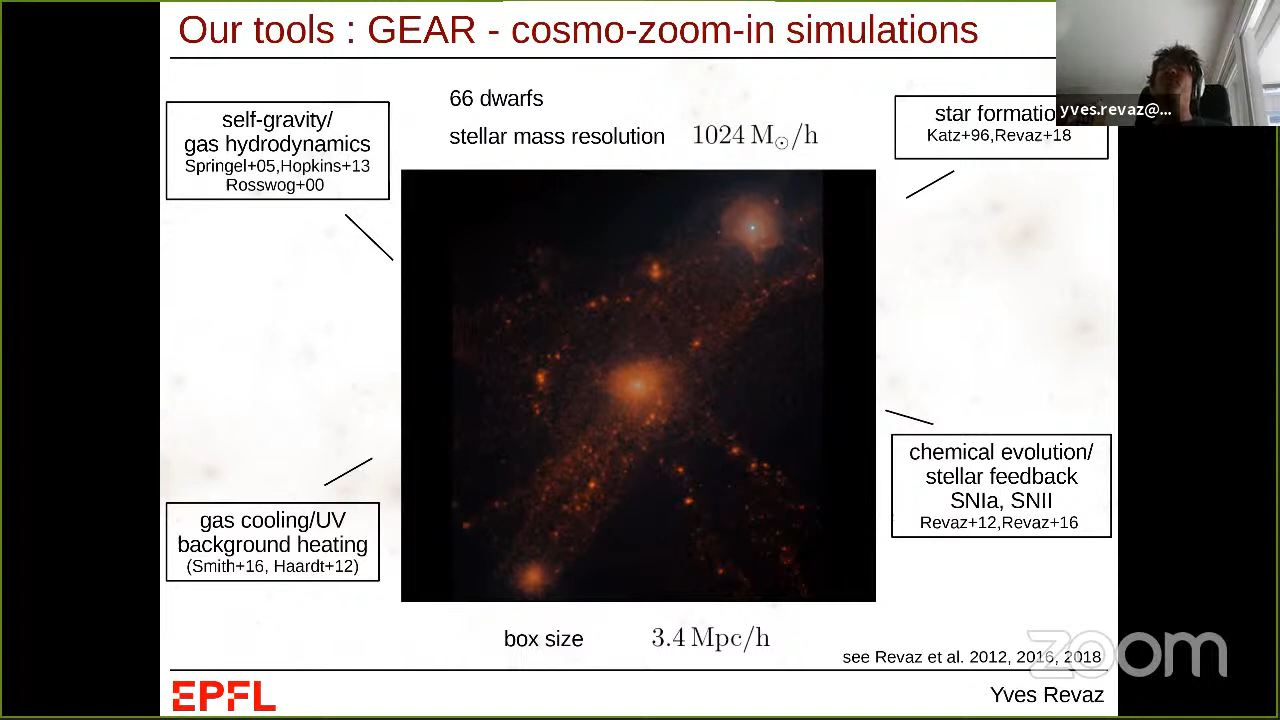 Our tools : GEAR - cosmo-zoom-in simulations
yves.revaz@...
66 dwarfs
stellar mass resolution 1024 M☉/h
self-gravity/
gas hydrodynamics
Springel+05,Hopkins+13
Rosswog+00
star formatio
Katz+96,Revaz+18
gas cooling/UV
background heating
(Smith+16, Haardt+12)
chemical evolution/
stellar feedback
SNIa, SNII
Revaz+12,Revaz+16
box size 3.4 Mpc/h
see Revaz et al. 2012, 2016, 2018
zoom
EPFL
Yves Revaz